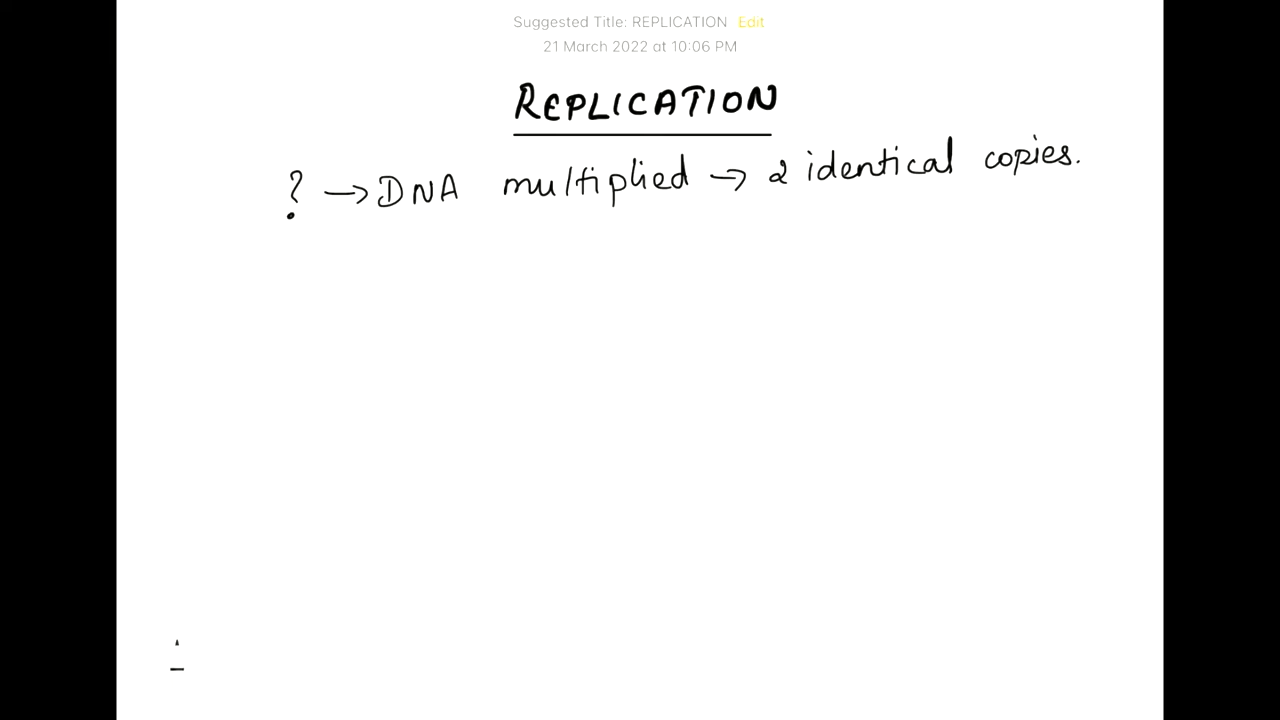 Suggested Title: REPLICATION Edit
21 March 2022 at 10:06 PM
REPLICATION
? → DNA multiplied → 2 identical copies.